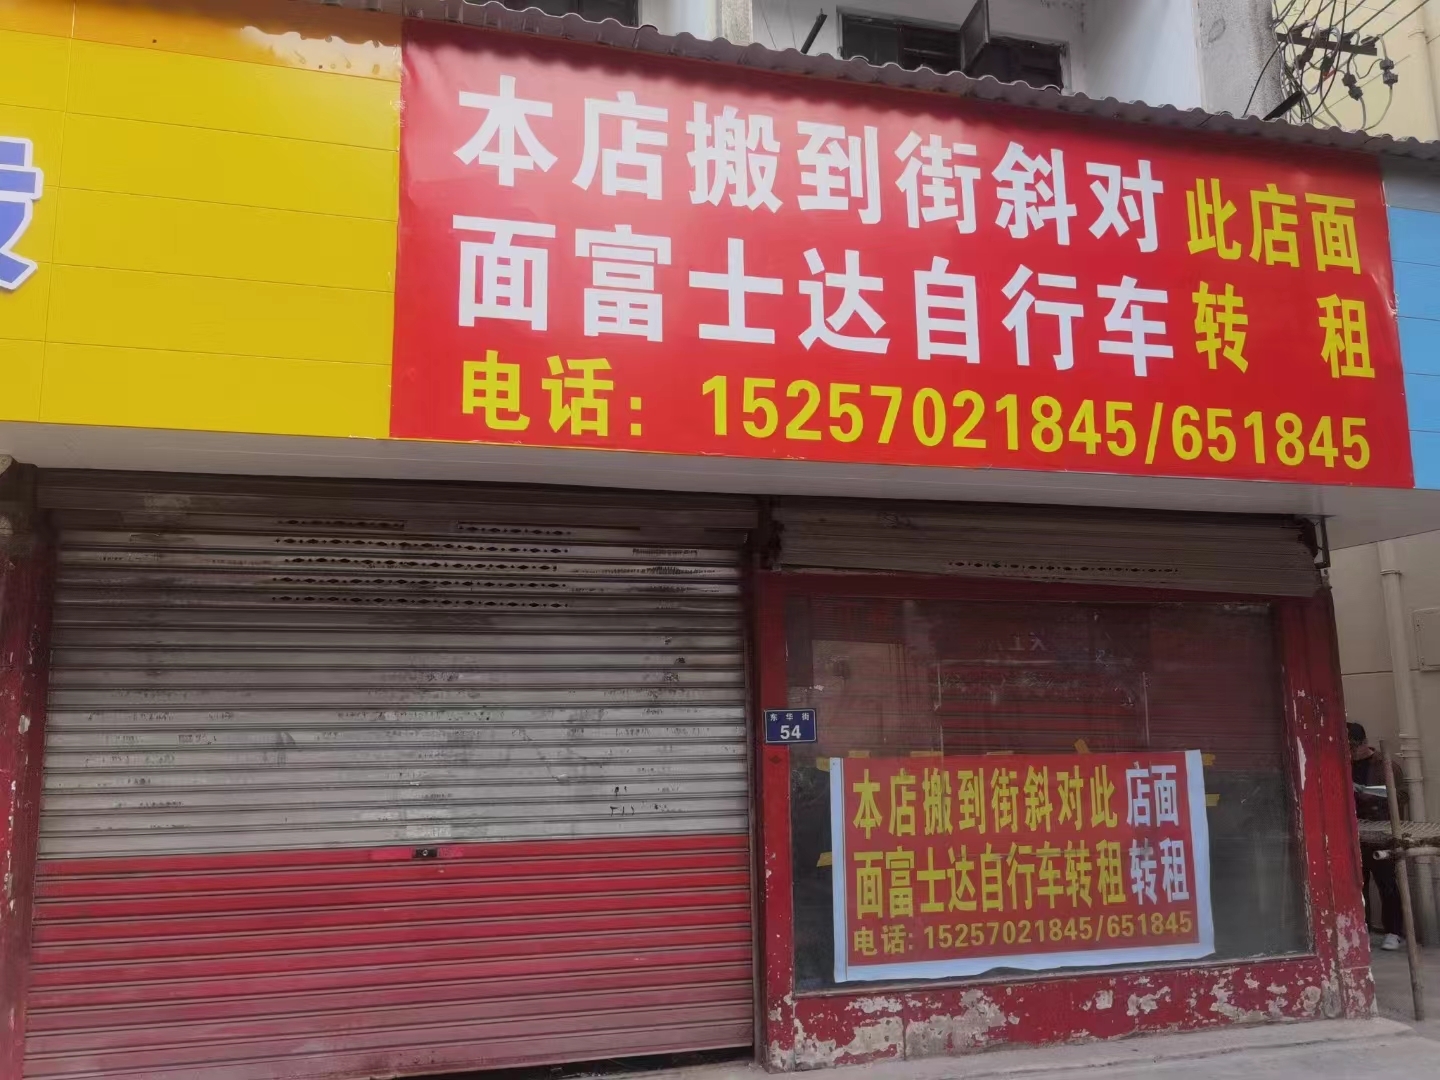 本店搬到街斜对
面富士达自行车
此店面
转 租
电话：15257021845/651845
东华街
54
本店搬到街斜对此 店面
面富士达自行车转租 转租
电话：15257021845/651845